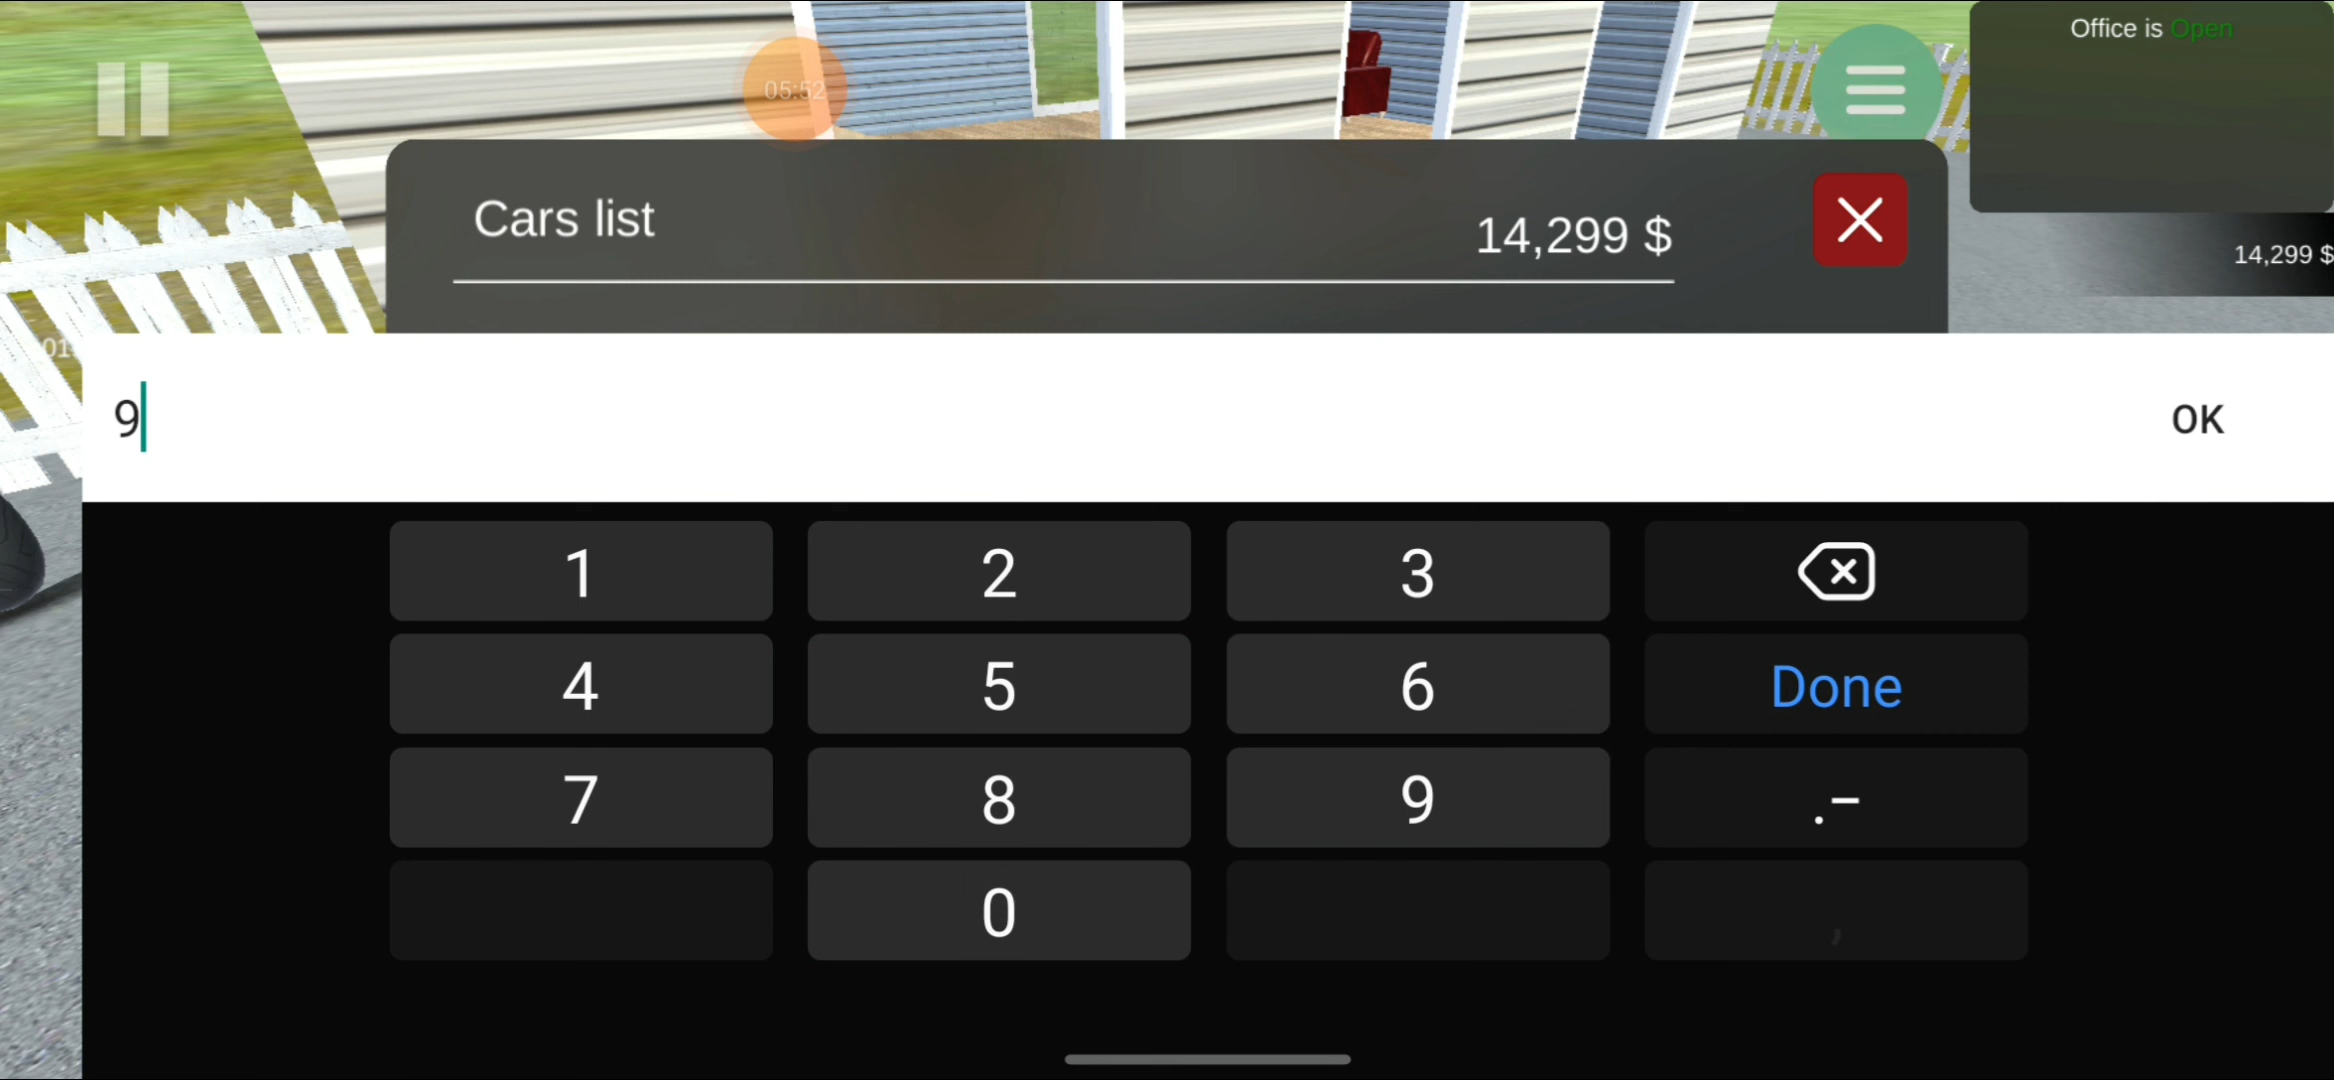 Office is Open
05:52
Cars list
14,299 $
14,299 $
9
OK
1 2 3
4 5 6 Done
7 8 9 .-
0 ,